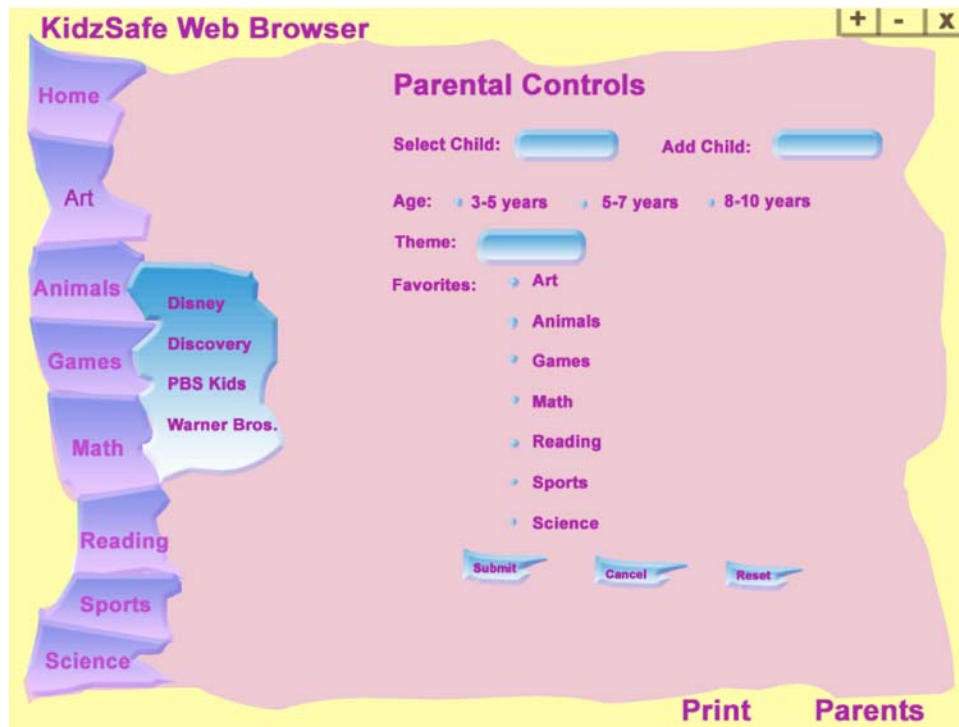 KidzSafe Web Browser
+ - x
Home
Art
Animals
Games
Math
Reading
Sports
Science
Disney
Discovery
PBS Kids
Warner Bros.
Parental Controls
Select Child: Add Child:
Age: 3-5 years 5-7 years 8-10 years
Theme:
Favorites: Art
Animals
Games
Math
Reading
Sports
Science
Submit Cancel Reset
Print Parents